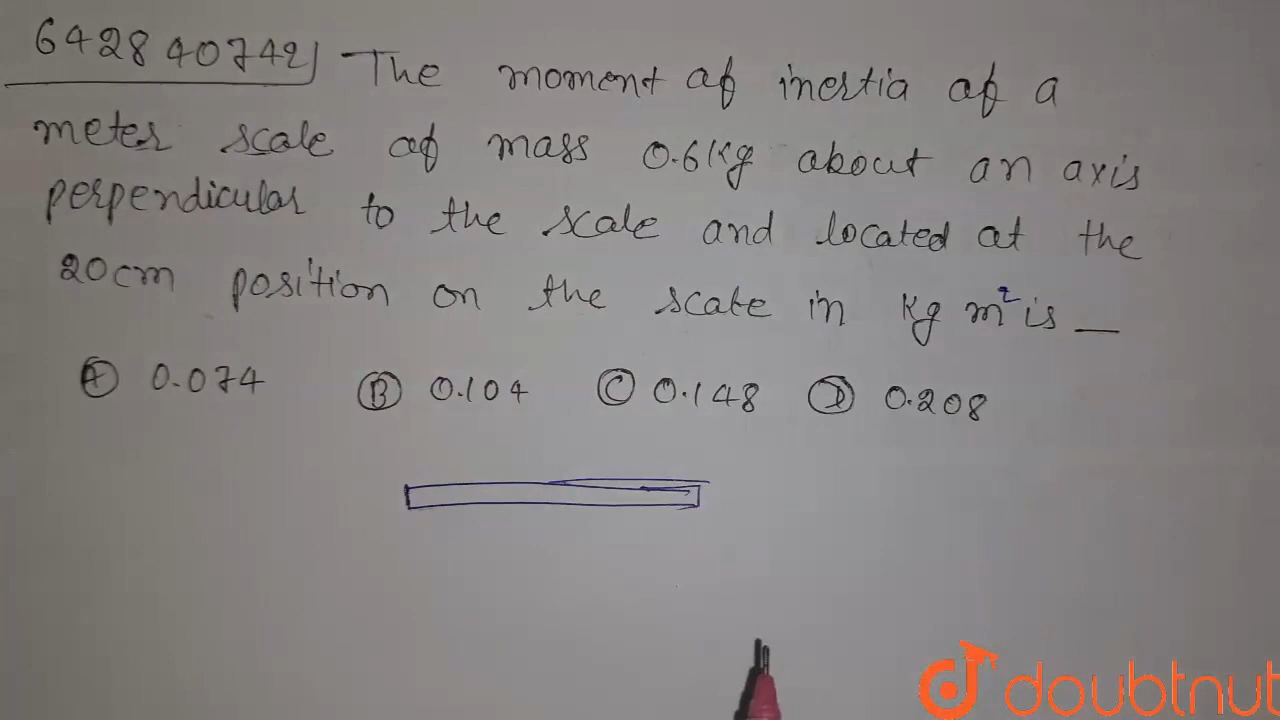 642840742) The moment of inertia of a
meter scale of mass 0.6Kg about an axis
perpendicular to the scale and located at the
20cm position on the scale in Kg m² is _
(A) 0.074 (B) 0.104 (C) 0.148 (D) 0.208
doubtnut